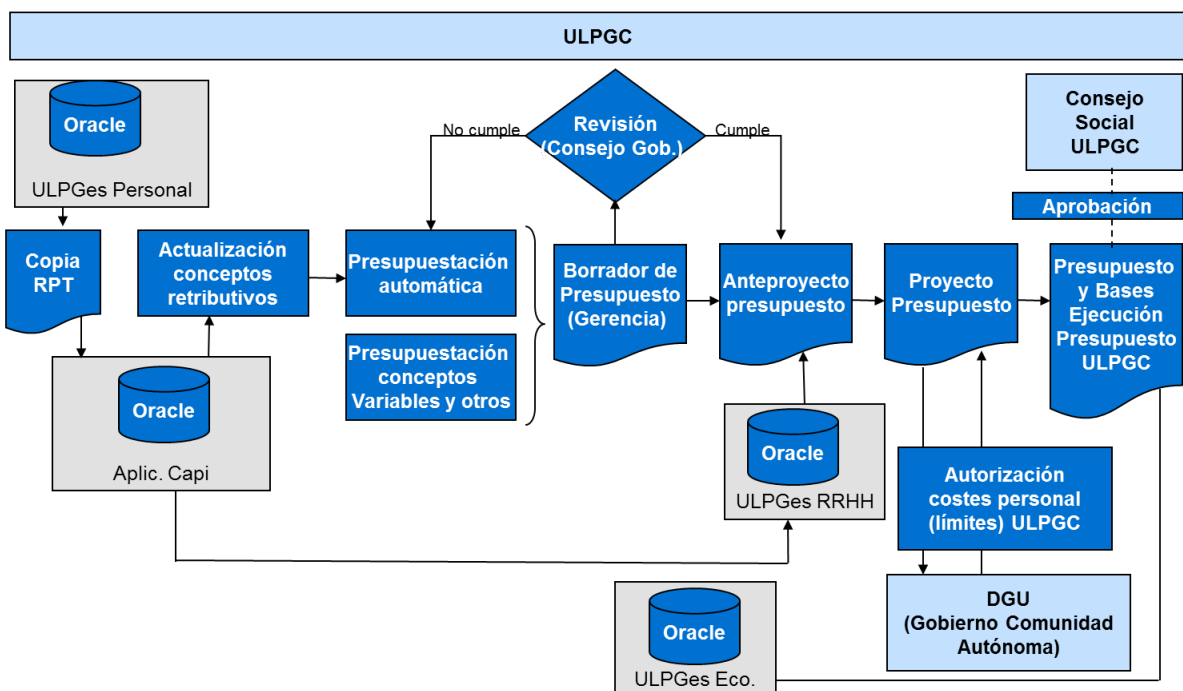 ULPGC
Oracle
ULPGes Personal
No cumple
Revisión
(Consejo Gob.)
Cumple
Consejo
Social
ULPGC
Aprobación
Copia
RPT
Actualización
conceptos
retributivos
Presupuestación
automática
Presupuestación
conceptos
Variables y otros
Borrador de
Presupuesto
(Gerencia)
Anteproyecto
presupuesto
Proyecto
Presupuesto
Presupuesto
y Bases
Ejecución
Presupuesto
ULPGC
Oracle
Aplic. Capi
Oracle
ULPGes RRHH
Autorización
costes personal
(límites) ULPGC
DGU
(Gobierno Comunidad
Autónoma)
Oracle
ULPGes Eco.